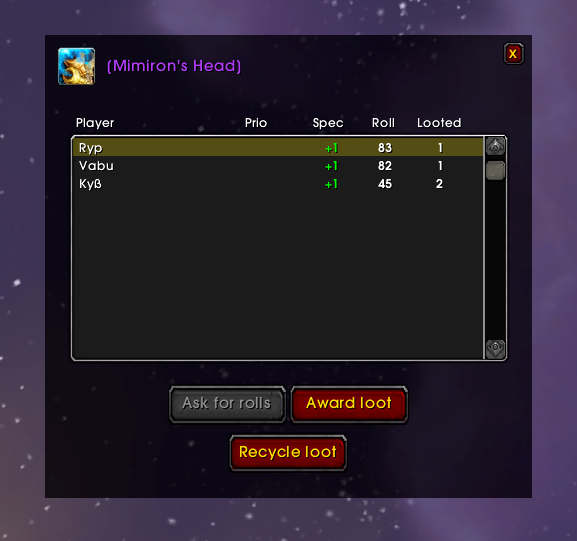 [Mimiron's Head]
X
Player Prio Spec Roll Looted
Ryp +1 83 1
Vabu +1 82 1
Kyß +1 45 2
Ask for rolls Award loot
Recycle loot